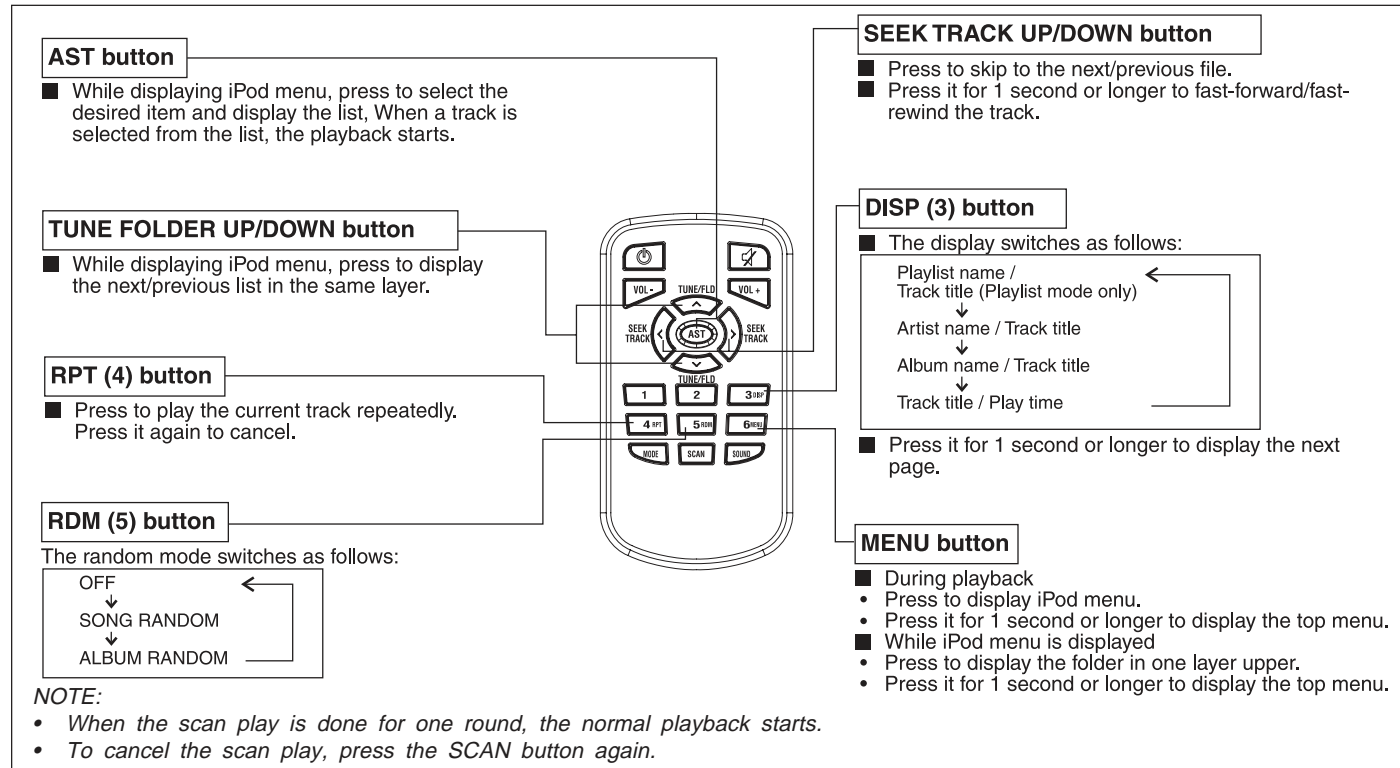 AST button
■ While displaying iPod menu, press to select the
desired item and display the list, When a track is
selected from the list, the playback starts.
TUNE FOLDER UP/DOWN button
■ While displaying iPod menu, press to display
the next/previous list in the same layer.
RPT (4) button
■ Press to play the current track repeatedly.
Press it again to cancel.
RDM (5) button
The random mode switches as follows:
OFF
SONG RANDOM
ALBUM RANDOM
VOL -
TUNE/FLD
VOL +
SEEK
TRACK
AST
SEEK
TRACK
TUNE/FLD
1
2
3 DISP
4 RPT
5 RDM
6 MENU
MODE
SCAN
SOUND
SEEK TRACK UP/DOWN button
■ Press to skip to the next/previous file.
■ Press it for 1 second or longer to fast-forward/fast-
rewind the track.
DISP (3) button
■ The display switches as follows:
Playlist name /
Track title (Playlist mode only)
Artist name / Track title
Album name / Track title
Track title / Play time
■ Press it for 1 second or longer to display the next
page.
MENU button
■ During playback
• Press to display iPod menu.
• Press it for 1 second or longer to display the top menu.
■ While iPod menu is displayed
• Press to display the folder in one layer upper.
• Press it for 1 second or longer to display the top menu.
NOTE:
• When the scan play is done for one round, the normal playback starts.
• To cancel the scan play, press the SCAN button again.